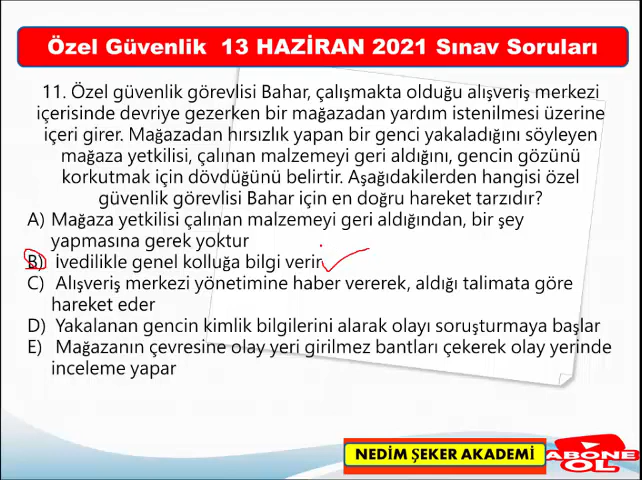 Özel Güvenlik 13 HAZİRAN 2021 Sınav Soruları
11. Özel güvenlik görevlisi Bahar, çalışmakta olduğu alışveriş merkezi
içerisinde devriye gezerken bir mağazadan yardım istenilmesi üzerine
içeri girer. Mağazadan hırsızlık yapan bir genci yakaladığını söyleyen
mağaza yetkilisi, çalınan malzemeyi geri aldığını, gencin gözünü
korkutmak için dövdüğünü belirtir. Aşağıdakilerden hangisi özel
güvenlik görevlisi Bahar için en doğru hareket tarzıdır?
A) Mağaza yetkilisi çalınan malzemeyi geri aldığından, bir şey
yapmasına gerek yoktur
B) İvedilikle genel kolluğa bilgi verir
C) Alışveriş merkezi yönetimine haber vererek, aldığı talimata göre
hareket eder
D) Yakalanan gencin kimlik bilgilerini alarak olayı soruşturmaya başlar
E) Mağazanın çevresine olay yeri girilmez bantları çekerek olay yerinde
inceleme yapar
NEDİM ŞEKER AKADEMİ
ABONE
OL